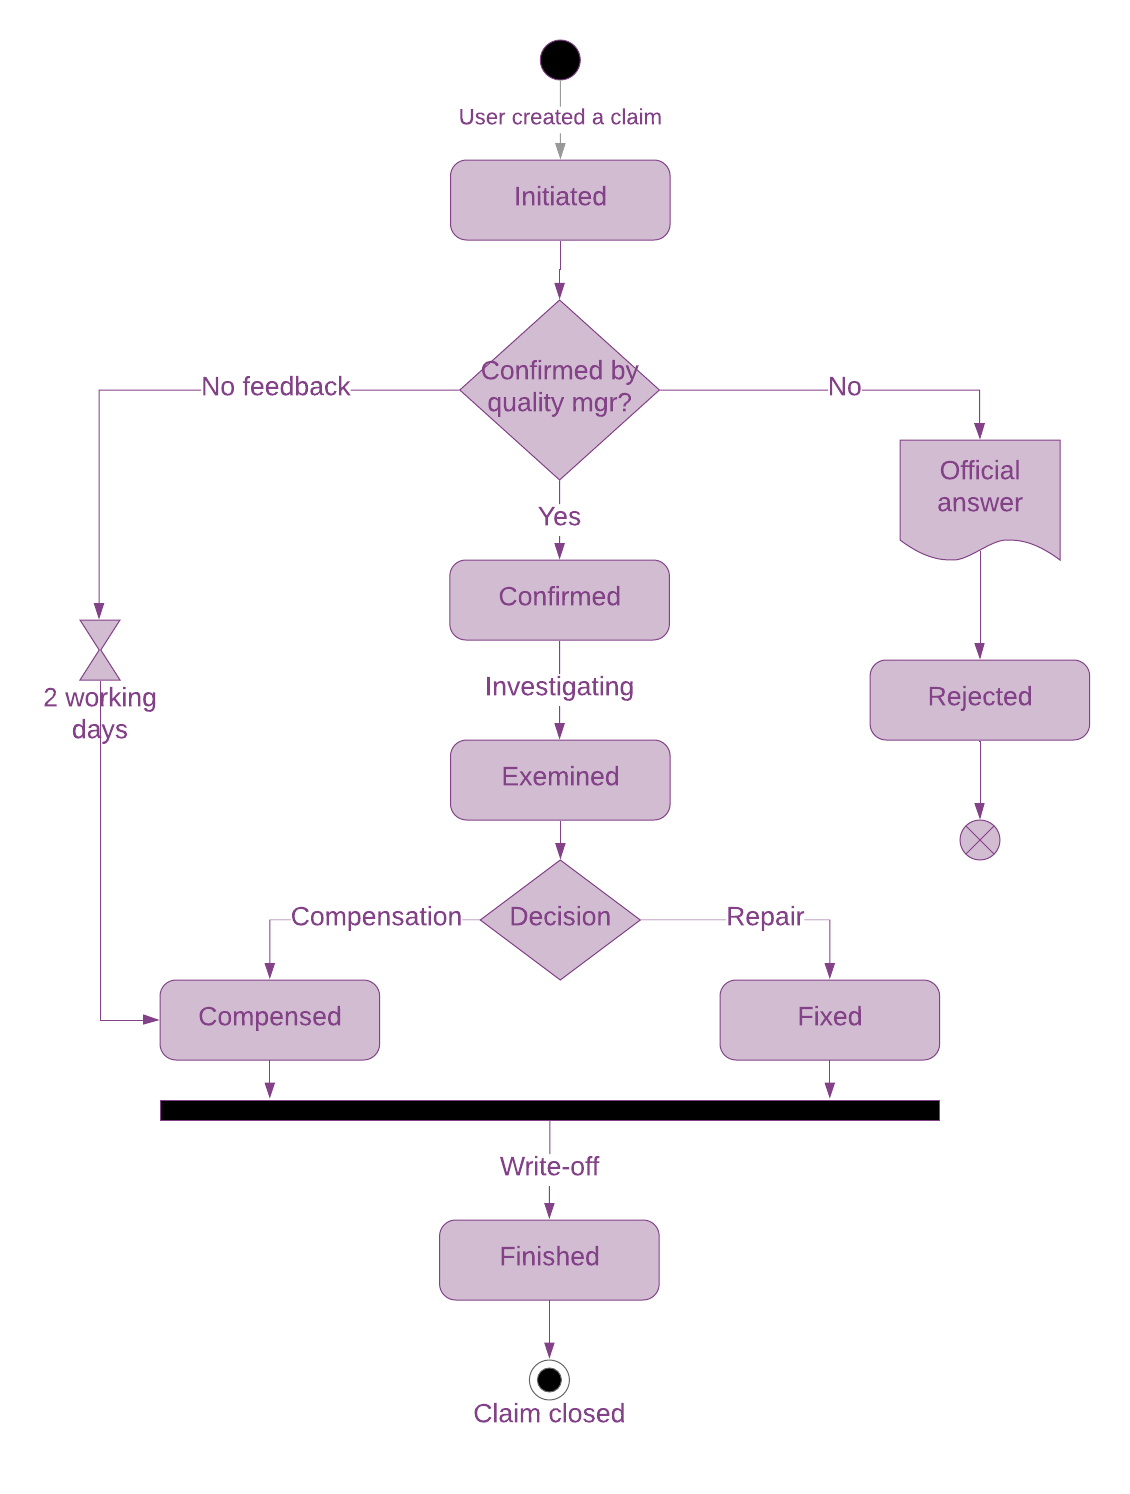 User created a claim
Initiated
Confirmed by
quality mgr?
No feedback
No
Official
answer
Yes
Confirmed
Investigating
2 working
days
Rejected
Exemined
Compensation
Decision
Repair
Compensed
Fixed
Write-off
Finished
Claim closed